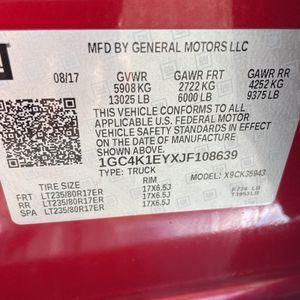 MFD BY GENERAL MOTORS LLC
08/17 GVWR GAWR FRT GAWR RR
5908 KG 2722 KG 4252 KG
13025 LB 6000 LB 9375 LB
THIS VEHICLE CONFORMS TO ALL
APPLICABLE U.S. FEDERAL MOTOR
VEHICLE SAFETY STANDARDS IN EFFECT
ON THE DATE OF MANUFACTURE SHOWN ABOVE.
1GC4K1EYXJF108639
TYPE: TRUCK MODEL: X9CK35943
TIRE SIZE RIM
FRT LT235/80R17ER 17X6.5J
RR LT235/80R17ER 17X6.5J
SPA LT235/80R17ER 17X6.5J